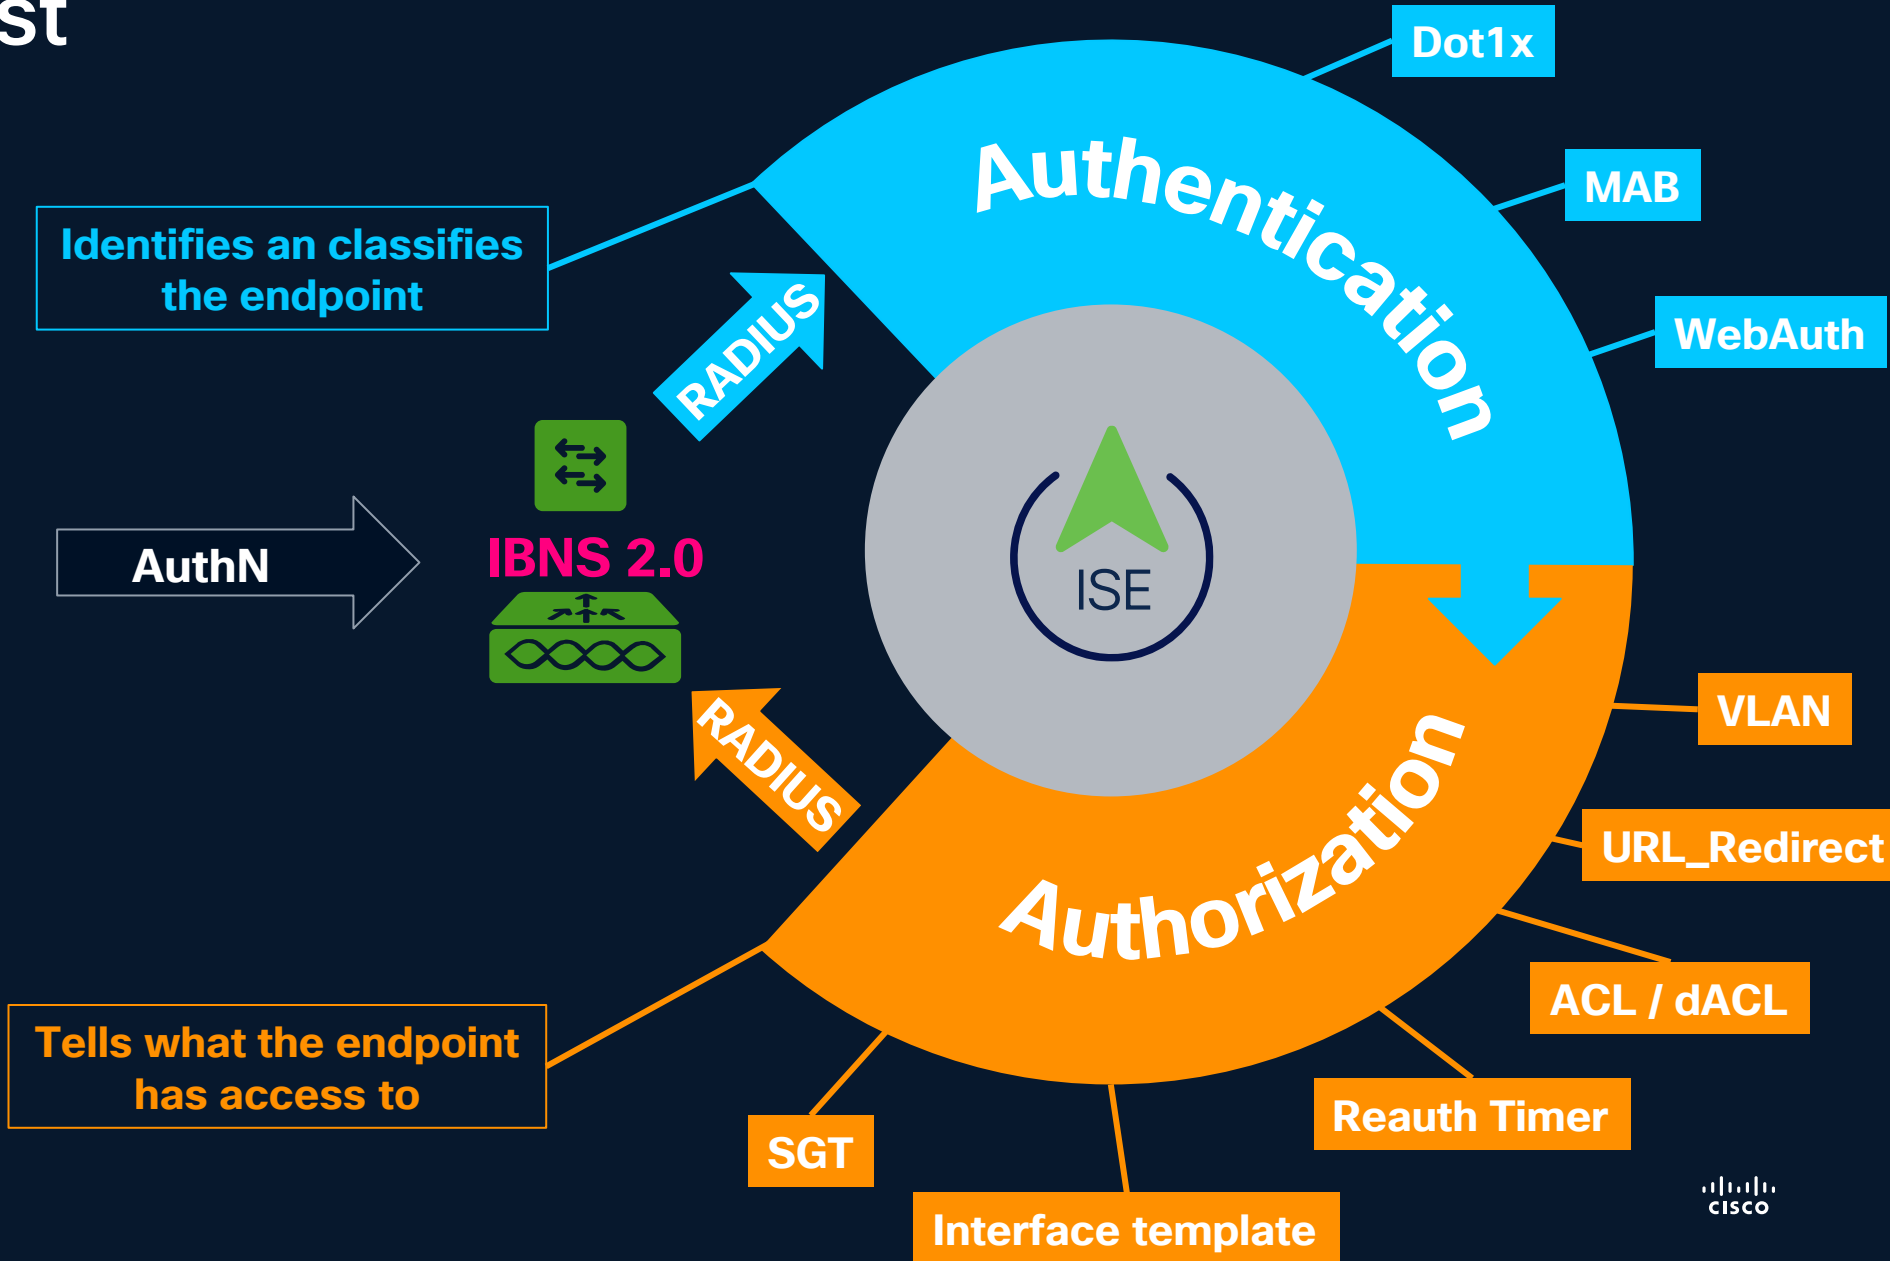 Dot1x
Authentication
MAB
Identifies an classifies
the endpoint
RADIUS
WebAuth
AuthN
IBNS 2.0
ISE
RADIUS
VLAN
Authorization
URL_Redirect
ACL / dACL
Tells what the endpoint
has access to
Reauth Timer
SGT
Interface template
CISCO